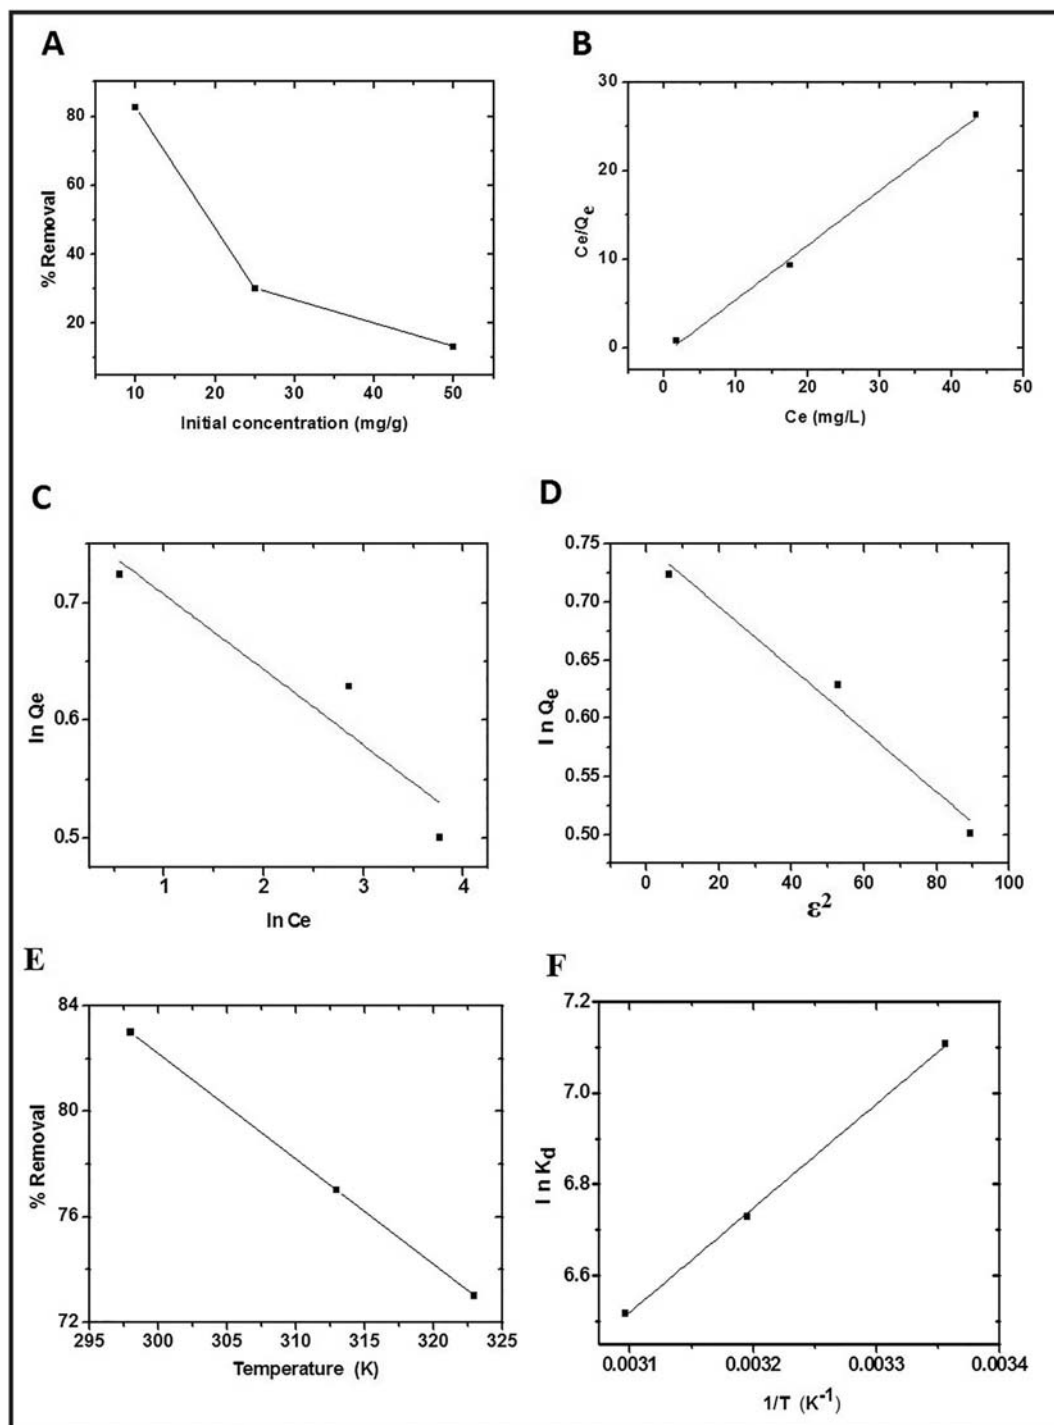 A
% Removal
80
60
40
20
10 20 30 40 50
Initial concentration (mg/g)
B
Ce/Qe
30
20
10
0
0 10 20 30 40 50
Ce (mg/L)
C
ln Qe
0.7
0.6
0.5
1 2 3 4
ln Ce
D
l n Qe
0.75
0.70
0.65
0.60
0.55
0.50
0 20 40 60 80 100
ε²
E
% Removal
84
80
76
72
295 300 305 310 315 320 325
Temperature (K)
F
l n Kd
7.2
7.0
6.8
6.6
0.0031 0.0032 0.0033 0.0034
1/T (K⁻¹)